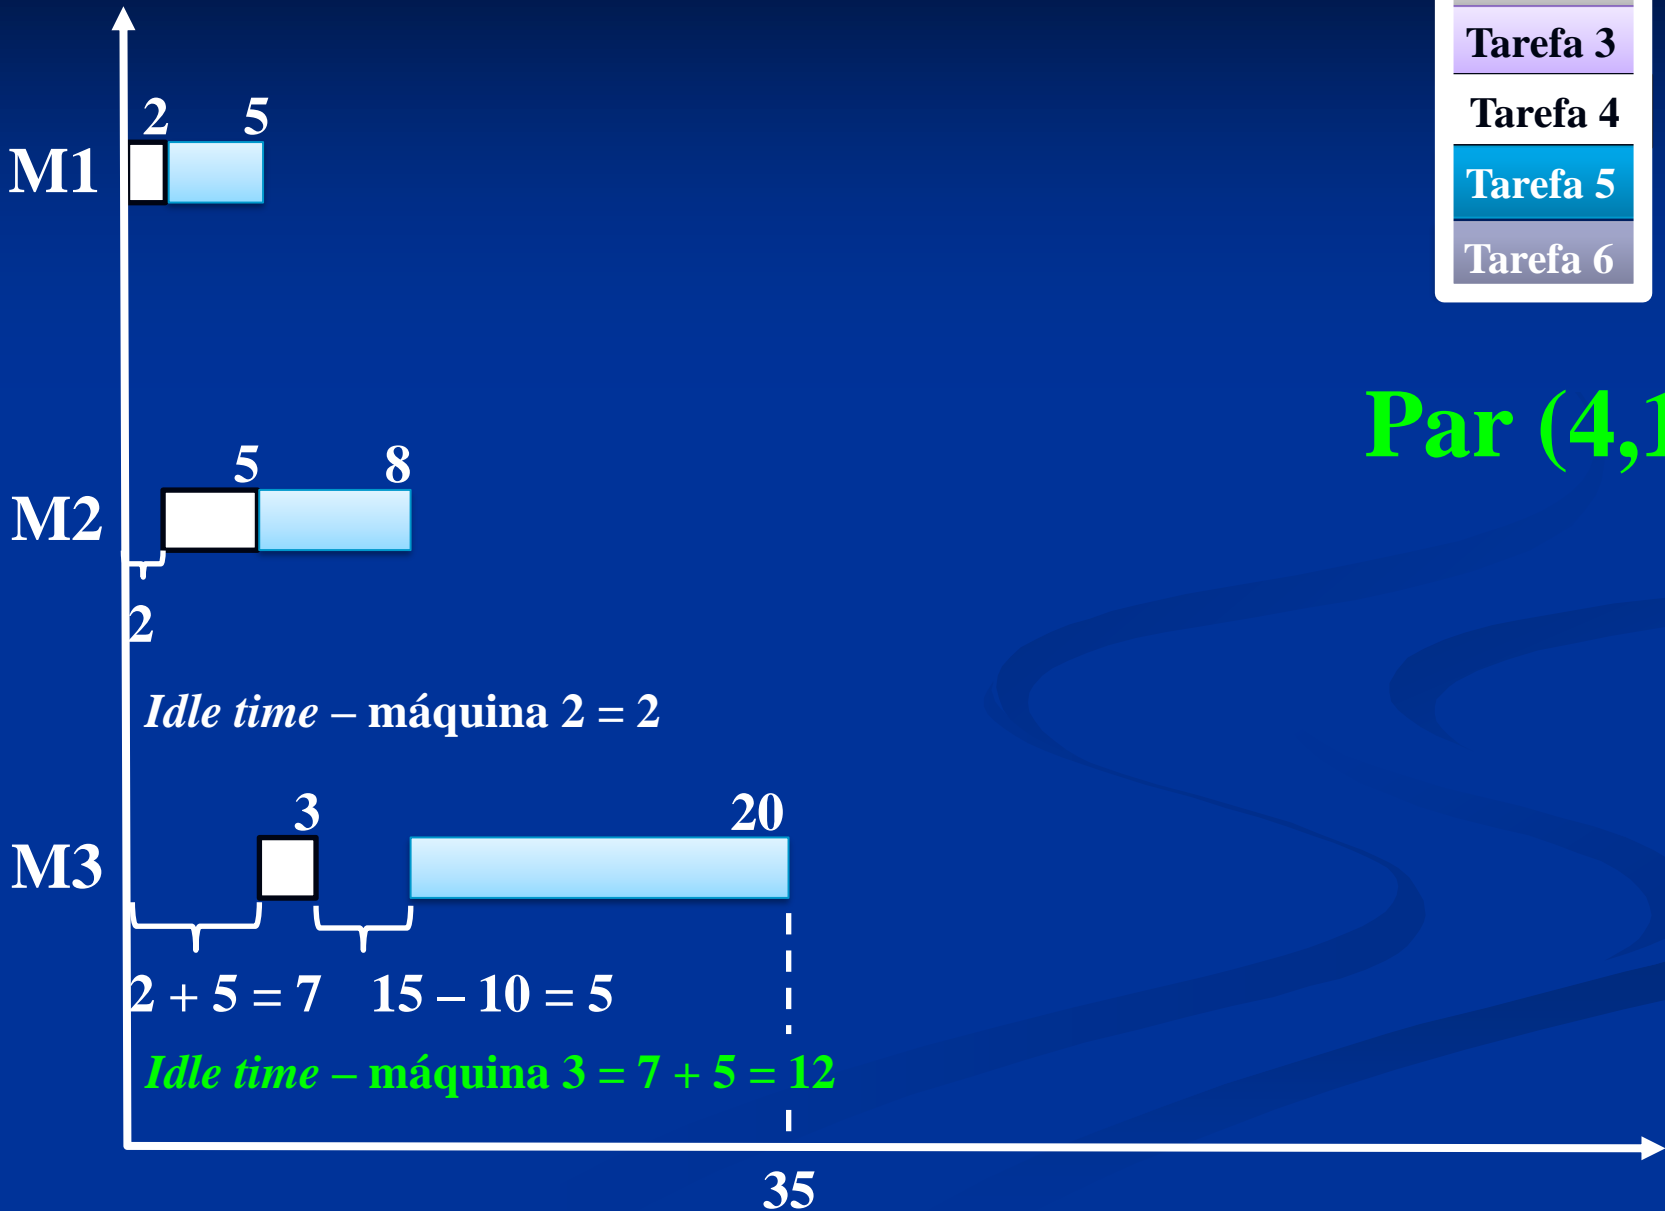 Tarefa 3
Tarefa 4
Tarefa 5
Tarefa 6
2 5
M1
Par (4,1
5 8
M2
2
Idle time – máquina 2 = 2
3 20
M3
2 + 5 = 7 15 – 10 = 5
Idle time – máquina 3 = 7 + 5 = 12
35